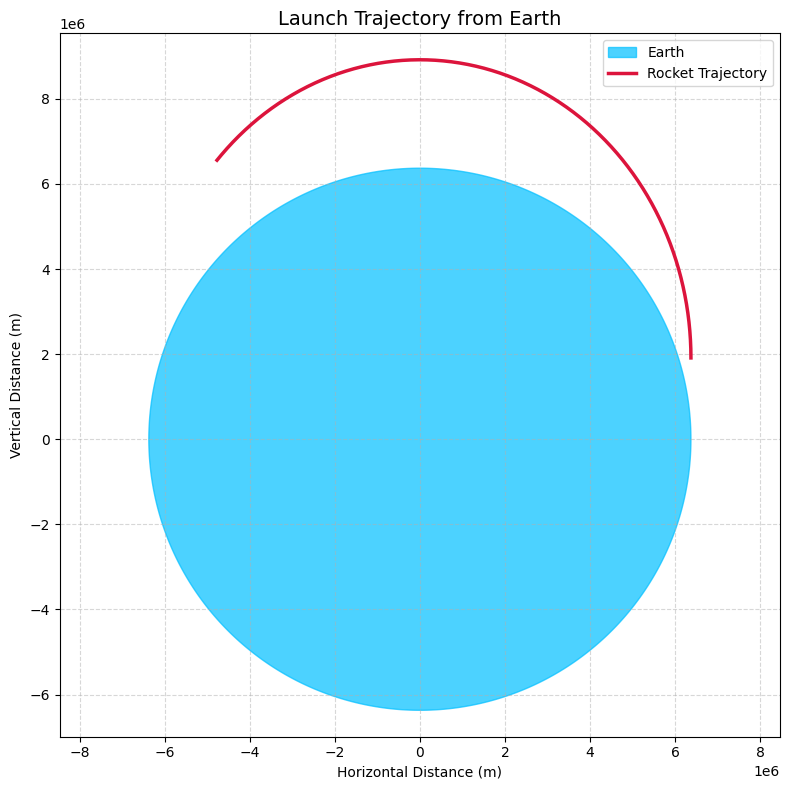 Launch Trajectory from Earth
1e6
Earth
Rocket Trajectory
8
6
4
2
0
−2
−4
−6
Vertical Distance (m)
−8 −6 −4 −2 0 2 4 6 8
Horizontal Distance (m)
1e6